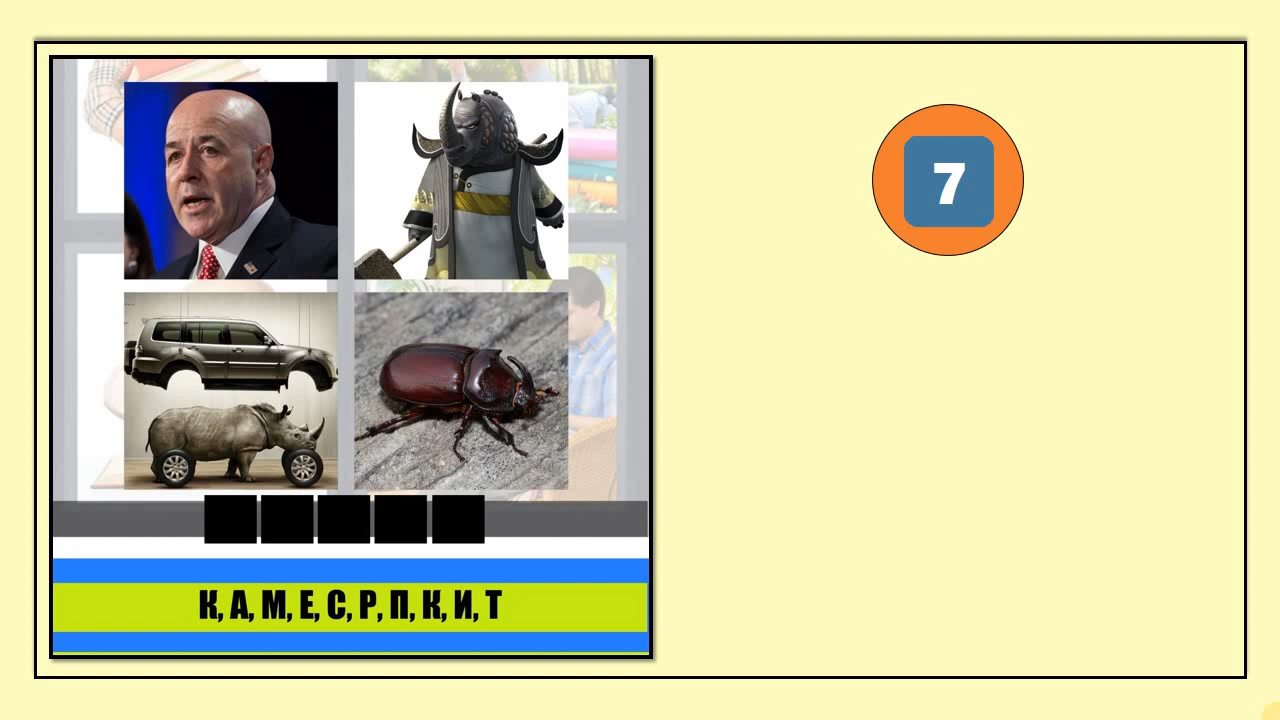 7
К, А, М, Е, С, Р, П, К, И, Т